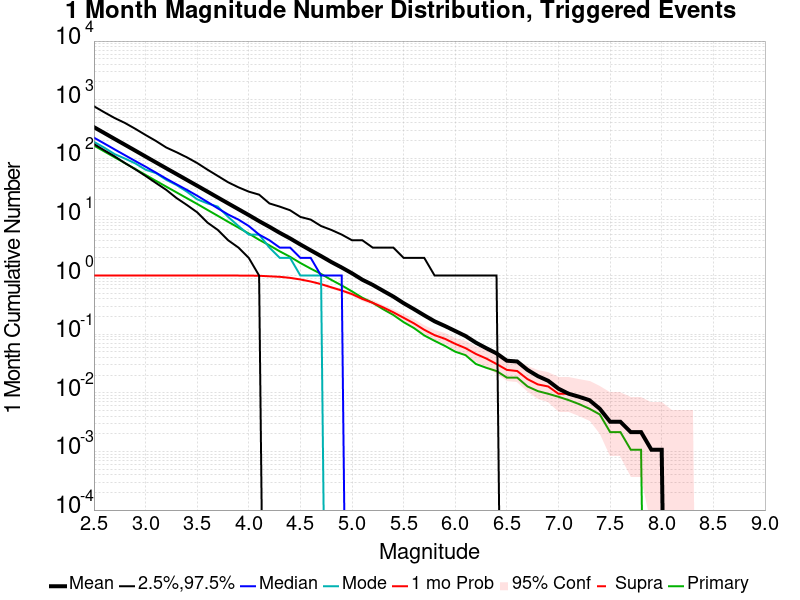 1 Month Magnitude Number Distribution, Triggered Events
1 Month Cumulative Number
10^4
10^3
10^2
10^1
10^0
10^-1
10^-2
10^-3
10^-4
2.5 3.0 3.5 4.0 4.5 5.0 5.5 6.0 6.5 7.0 7.5 8.0 8.5 9.0
Magnitude
Mean 2.5%,97.5% Median Mode 1 mo Prob 95% Conf Supra Primary